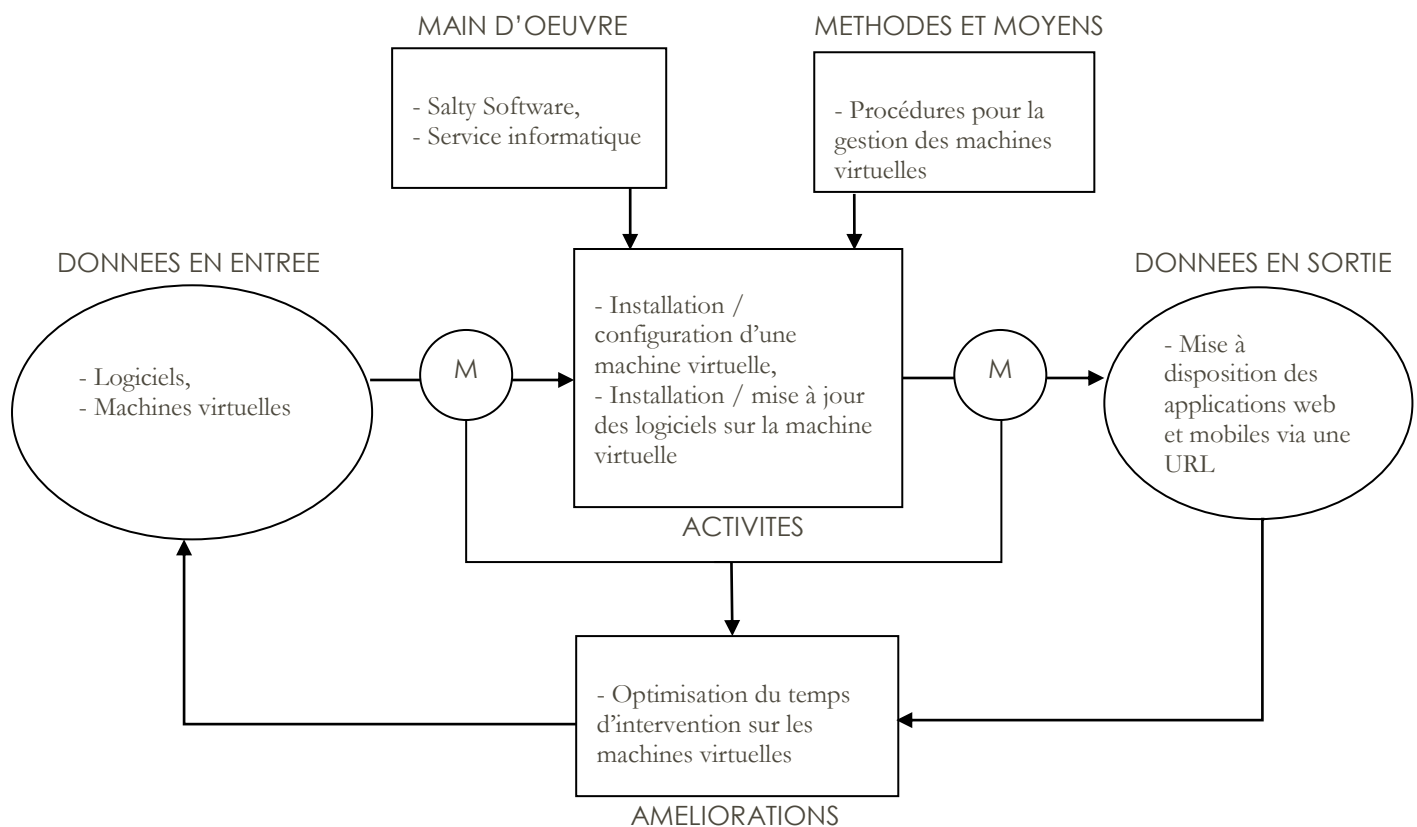 MAIN D'OEUVRE
- Salty Software,
- Service informatique
METHODES ET MOYENS
- Procédures pour la
gestion des machines
virtuelles
DONNEES EN ENTREE
- Logiciels,
- Machines virtuelles
M
- Installation /
configuration d'une
machine virtuelle,
- Installation / mise à jour
des logiciels sur la machine
virtuelle
ACTIVITES
M
DONNEES EN SORTIE
- Mise à
disposition des
applications web
et mobiles via une
URL
- Optimisation du temps
d'intervention sur les
machines virtuelles
AMELIORATIONS